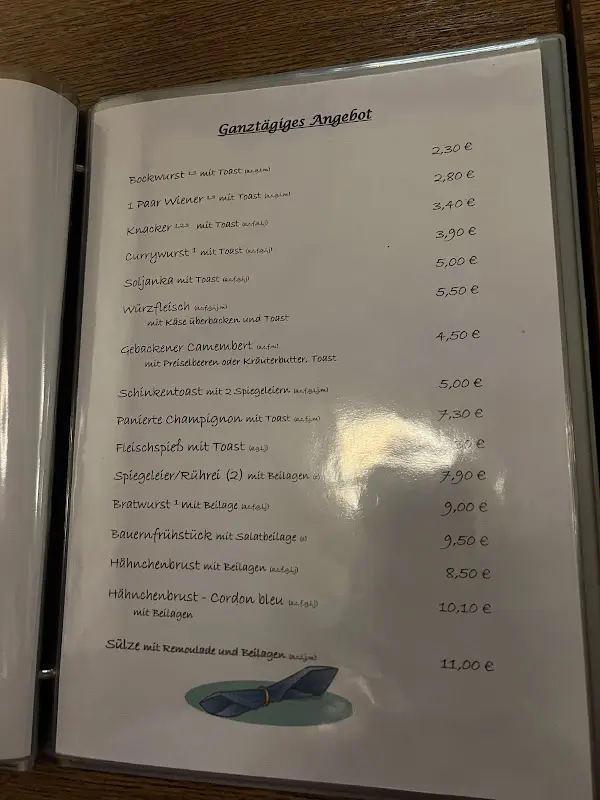 Ganztägiges Angebot
Bockwurst mit Toast 2,30 €
1 Paar Wiener mit Toast 2,80 €
Knacker mit Toast 3,40 €
Currywurst ¹ mit Toast 3,90 €
Soljanka mit Toast 5,00 €
Würzfleisch 5,50 €
mit Käse überbacken und Toast
Gebackener Camembert 4,50 €
mit Preiselbeeren oder Kräuterbutter, Toast
Schinkentoast mit 2 Spiegeleiern 5,00 €
Panierte Champignon mit Toast 7,30 €
Fleischspieß mit Toast €
Spiegeleier/Rührei (2) mit Beilagen 7,90 €
Bratwurst ¹ mit Beilage 9,00 €
Bauernfrühstück mit Salatbeilage 9,50 €
Hähnchenbrust mit Beilagen 8,50 €
Hähnchenbrust - Cordon bleu 10,10 €
mit Beilagen
Sülze mit Remoulade und Beilagen 11,00 €